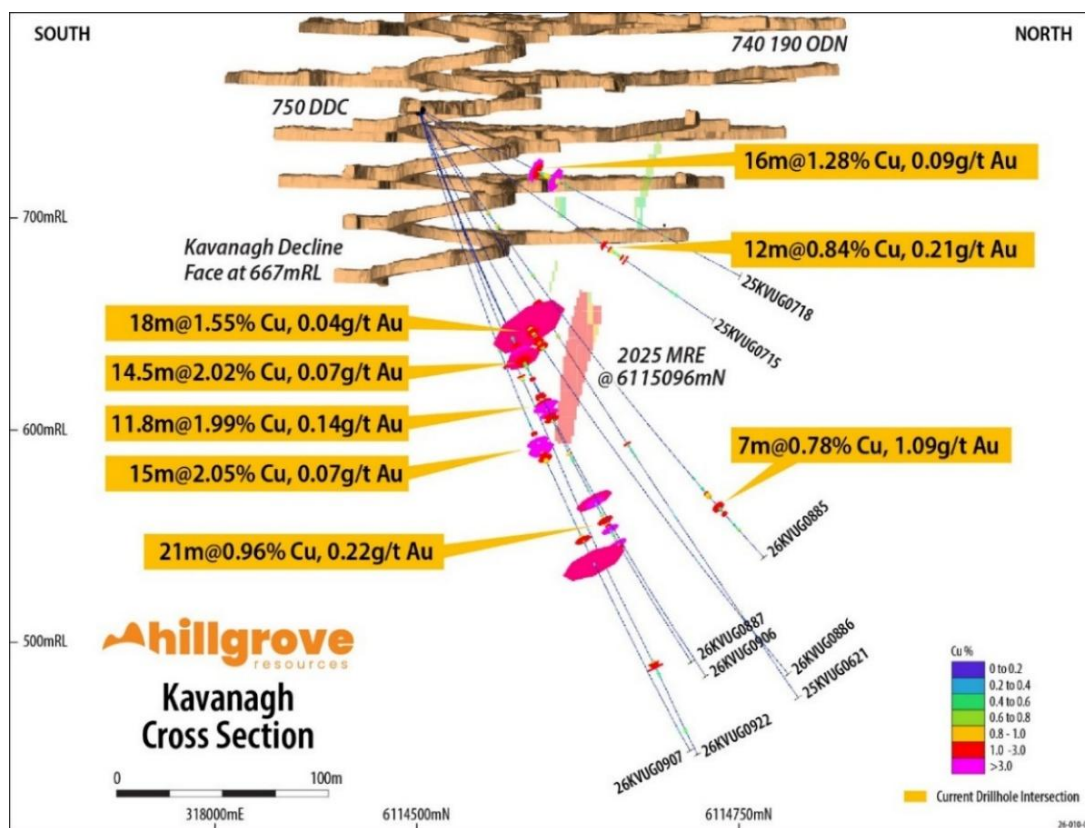 SOUTH
740 190 ODN
NORTH
750 DDC
16m@1.28% Cu, 0.09g/t Au
700mRL
12m@0.84% Cu, 0.21g/t Au
Kavanagh Decline
Face at 667mRL
25KVUG0718
25KVUG0715
18m@1.55% Cu, 0.04g/t Au
2025 MRE
@ 6115096mN
14.5m@2.02% Cu, 0.07g/t Au
11.8m@1.99% Cu, 0.14g/t Au
600mRL
7m@0.78% Cu, 1.09g/t Au
15m@2.05% Cu, 0.07g/t Au
26KVUG0885
21m@0.96% Cu, 0.22g/t Au
500mRL
26KVUG0887
26KVUG0906
26KVUG0886
25KVUG0621
26KVUG0922
26KVUG0907
hillgrove
resources
Kavanagh
Cross Section
0 100m
Cu %
0 to 0.2
0.2 to 0.4
0.4 to 0.6
0.6 to 0.8
0.8 - 1.0
1.0 -3.0
>3.0
Current Drillhole Intersection
318000mE
6114500mN
6114750mN